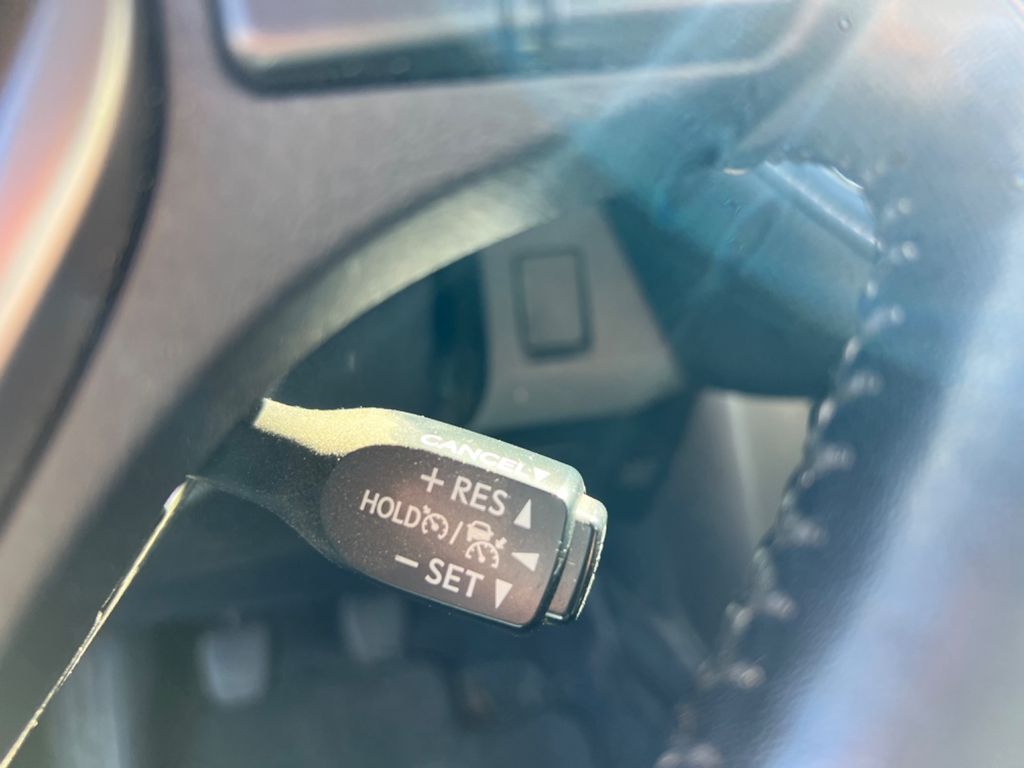 CANCEL▼
+ RES ▲
HOLD / ◀
− SET ▼